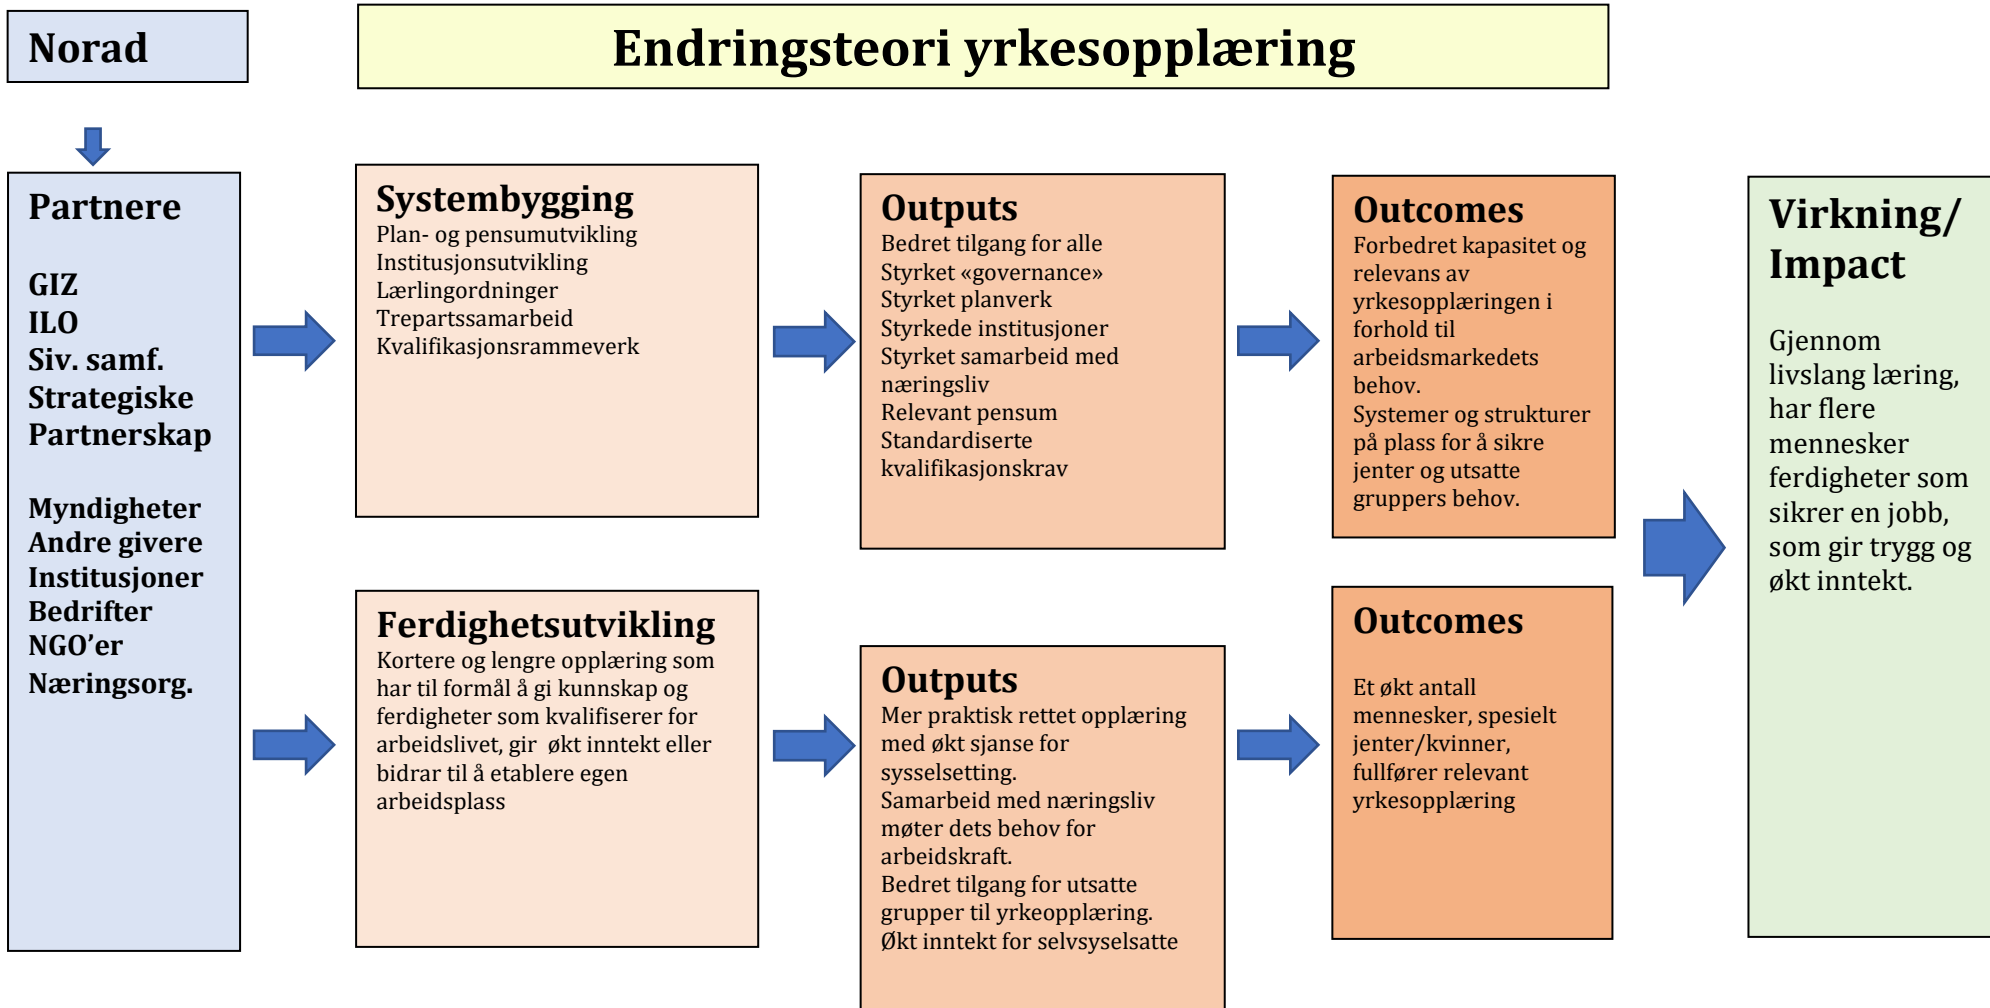 Norad
Endringsteori yrkesopplæring
Partnere
GIZ
ILO
Siv. samf.
Strategiske
Partnerskap
Myndigheter
Andre givere
Institusjoner
Bedrifter
NGO’er
Næringsorg.
Systembygging
Plan- og pensumutvikling
Institusjonsutvikling
Lærlingordninger
Trepartssamarbeid
Kvalifikasjonsrammeverk
Outputs
Bedret tilgang for alle
Styrket «governance»
Styrket planverk
Styrkede institusjoner
Styrket samarbeid med
næringsliv
Relevant pensum
Standardiserte
kvalifikasjonskrav
Outcomes
Forbedret kapasitet og
relevans av
yrkesopplæringen i
forhold til
arbeidsmarkedets
behov.
Systemer og strukturer
på plass for å sikre
jenter og utsatte
gruppers behov.
Ferdighetsutvikling
Kortere og lengre opplæring som
har til formål å gi kunnskap og
ferdigheter som kvalifiserer for
arbeidslivet, gir  økt inntekt eller
bidrar til å etablere egen
arbeidsplass
Outputs
Mer praktisk rettet opplæring
med økt sjanse for
sysselsetting.
Samarbeid med næringsliv
møter dets behov for
arbeidskraft.
Bedret tilgang for utsatte
grupper til yrkeopplæring.
Økt inntekt for selvsyselsatte
Outcomes
Et økt antall
mennesker, spesielt
jenter/kvinner,
fullfører relevant
yrkesopplæring
Virkning/
Impact
Gjennom
livslang læring,
har flere
mennesker
ferdigheter som
sikrer en jobb,
som gir trygg og
økt inntekt.